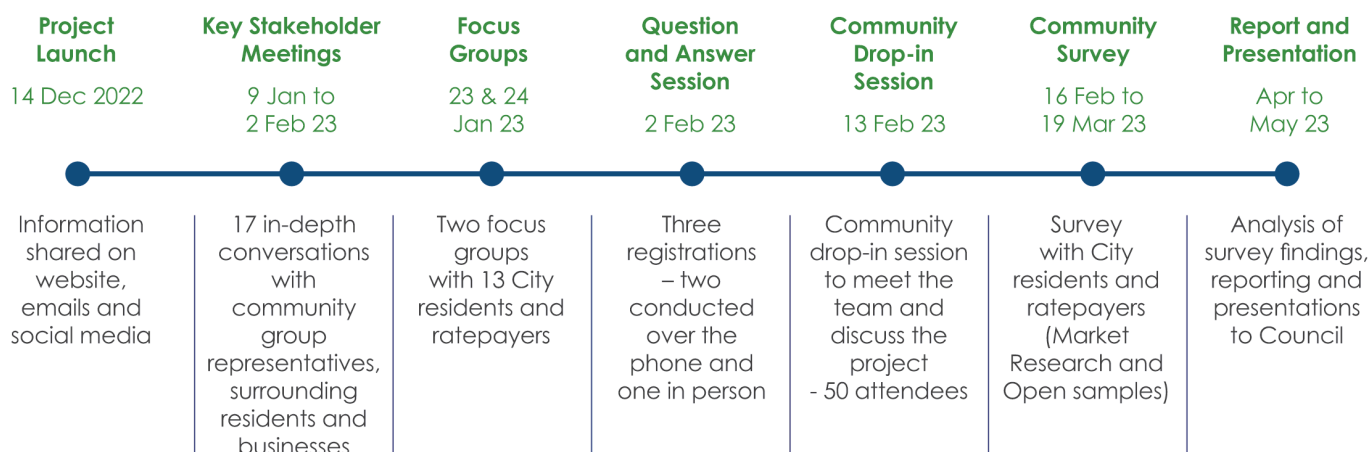 Project
Launch
14 Dec 2022
Information
shared on
website,
emails and
social media
Key Stakeholder
Meetings
9 Jan to
2 Feb 23
17 in-depth
conversations
with
community
group
representatives,
surrounding
residents and
businesses
Focus
Groups
23 & 24
Jan 23
Two focus
groups
with 13 City
residents and
ratepayers
Question
and Answer
Session
2 Feb 23
Three
registrations
– two
conducted
over the
phone and
one in person
Community
Drop-in
Session
13 Feb 23
Community
drop-in session
to meet the
team and
discuss the
project
- 50 attendees
Community
Survey
16 Feb to
19 Mar 23
Survey
with City
residents and
ratepayers
(Market
Research and
Open samples)
Report and
Presentation
Apr to
May 23
Analysis of
survey findings,
reporting and
presentations
to Council